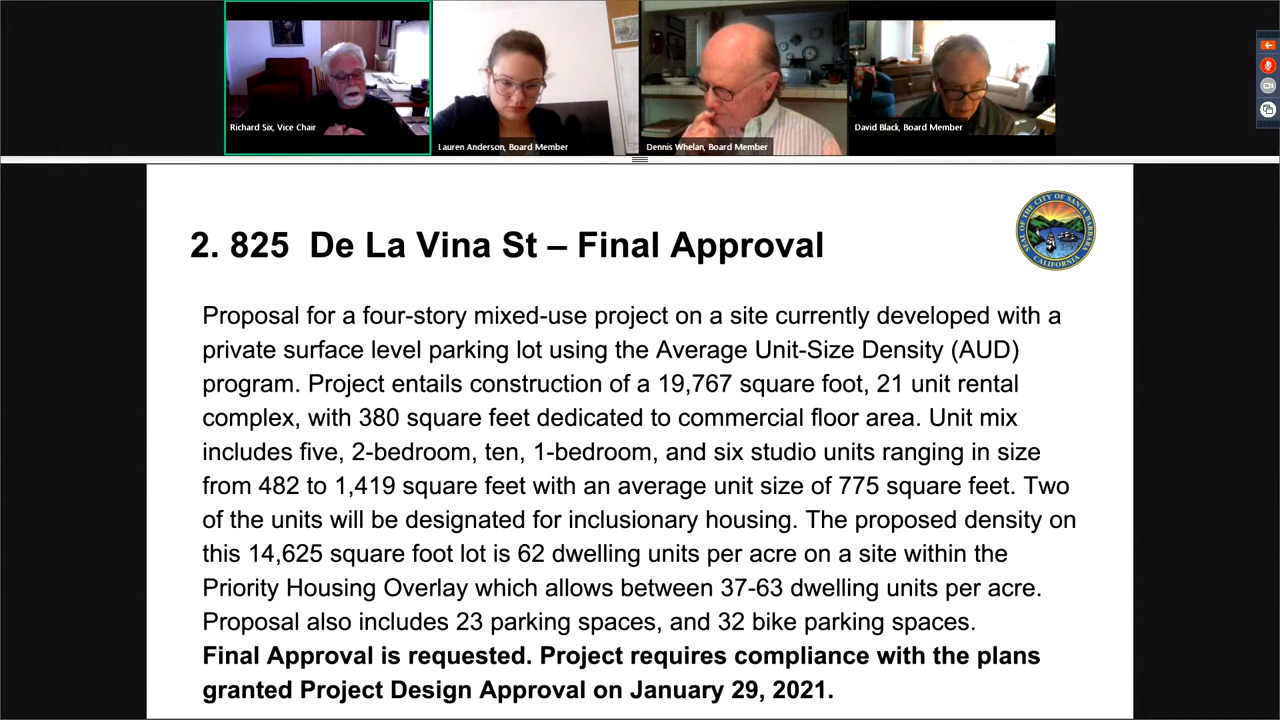 Richard Six, Vice Chair
Lauren Anderson, Board Member
Dennis Whelan, Board Member
David Black, Board Member
2. 825 De La Vina St – Final Approval
SEAL OF THE CITY OF SANTA BARBARA
CALIFORNIA
Proposal for a four-story mixed-use project on a site currently developed with a
private surface level parking lot using the Average Unit-Size Density (AUD)
program. Project entails construction of a 19,767 square foot, 21 unit rental
complex, with 380 square feet dedicated to commercial floor area. Unit mix
includes five, 2-bedroom, ten, 1-bedroom, and six studio units ranging in size
from 482 to 1,419 square feet with an average unit size of 775 square feet. Two
of the units will be designated for inclusionary housing. The proposed density on
this 14,625 square foot lot is 62 dwelling units per acre on a site within the
Priority Housing Overlay which allows between 37-63 dwelling units per acre.
Proposal also includes 23 parking spaces, and 32 bike parking spaces.
Final Approval is requested. Project requires compliance with the plans
granted Project Design Approval on January 29, 2021.